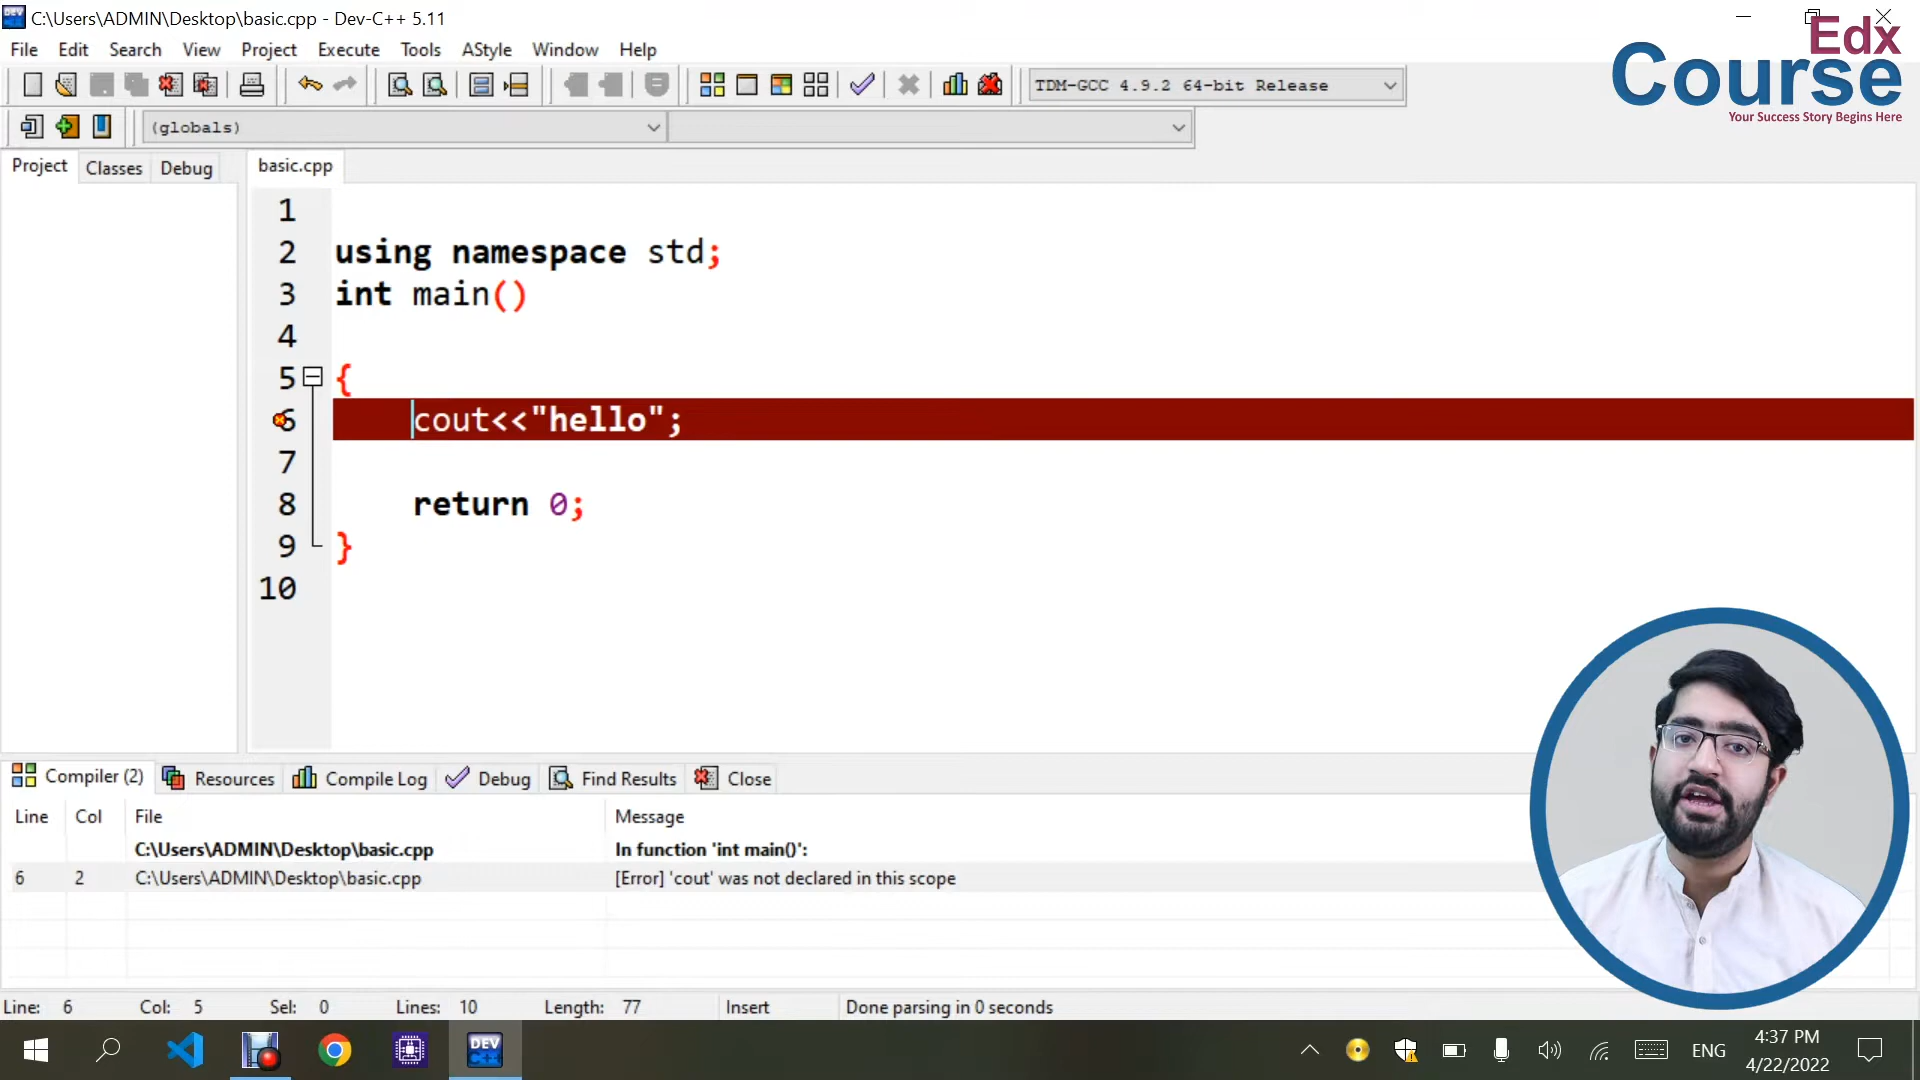 C:\Users\ADMIN\Desktop\basic.cpp - Dev-C++ 5.11
File Edit Search View Project Execute Tools AStyle Window Help
Edx
Course
Your Success Story Begins Here
TDM-GCC 4.9.2 64-bit Release
(globals)
Project Classes Debug basic.cpp
1
2 using namespace std;
3 int main()
4
5 {
6 cout<<"hello";
7
8 return 0;
9 }
10
Compiler (2) Resources Compile Log Debug Find Results Close
Line Col File Message
C:\Users\ADMIN\Desktop\basic.cpp In function 'int main()':
6 2 C:\Users\ADMIN\Desktop\basic.cpp [Error] 'cout' was not declared in this scope
Line: 6 Col: 5 Sel: 0 Lines: 10 Length: 77 Insert Done parsing in 0 seconds
DEV
C++
ENG
4:37 PM
4/22/2022